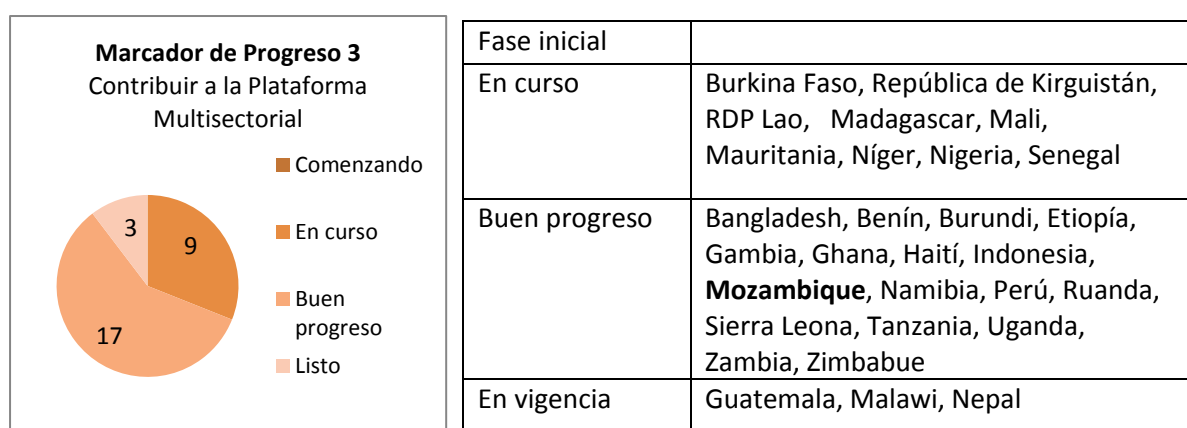 Marcador de Progreso 3
Contribuir a la Plataforma
Multisectorial
Comenzando
En curso
Buen
progreso
Listo
3
9
17
Fase inicial
En curso
Burkina Faso, República de Kirguistán,
RDP Lao, Madagascar, Mali,
Mauritania, Níger, Nigeria, Senegal
Buen progreso
Bangladesh, Benín, Burundi, Etiopía,
Gambia, Ghana, Haití, Indonesia,
Mozambique, Namibia, Perú, Ruanda,
Sierra Leona, Tanzania, Uganda,
Zambia, Zimbabue
En vigencia
Guatemala, Malawi, Nepal